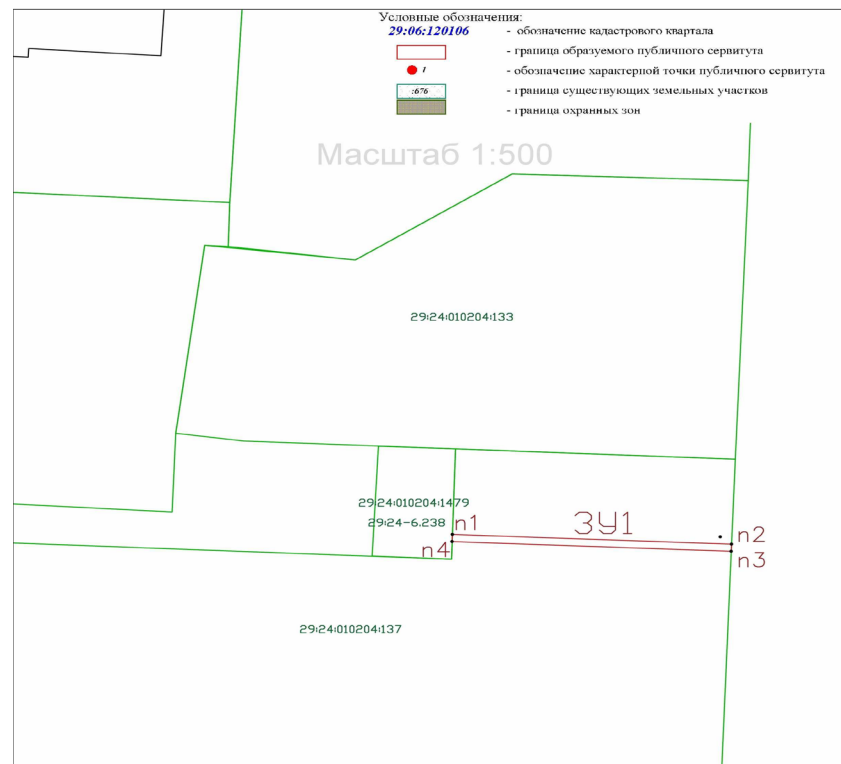 Условные обозначения:
29:06:120106 - обозначение кадастрового квартала
- граница образуемого публичного сервитута
1 - обозначение характерной точки публичного сервитута
:676 - граница существующих земельных участков
- граница охранных зон
Масштаб 1:500
29:24:010204:133
29:24:010204:1479
29:24-6.238
n1
ЗУ1
n2
n4
n3
29:24:010204:137